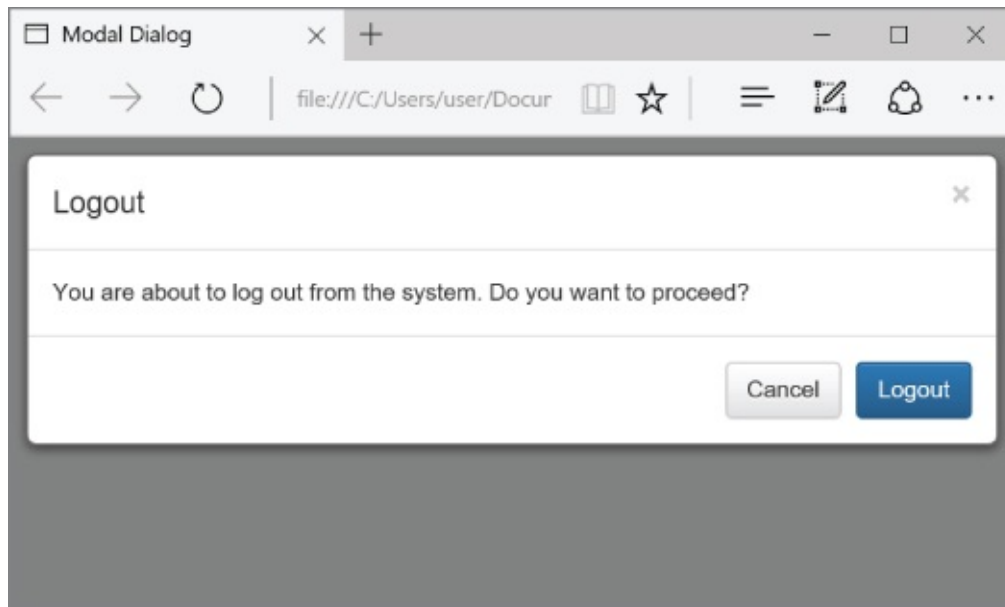 Modal Dialog
file:///C:/Users/user/Docur
Logout
You are about to log out from the system. Do you want to proceed?
Cancel
Logout